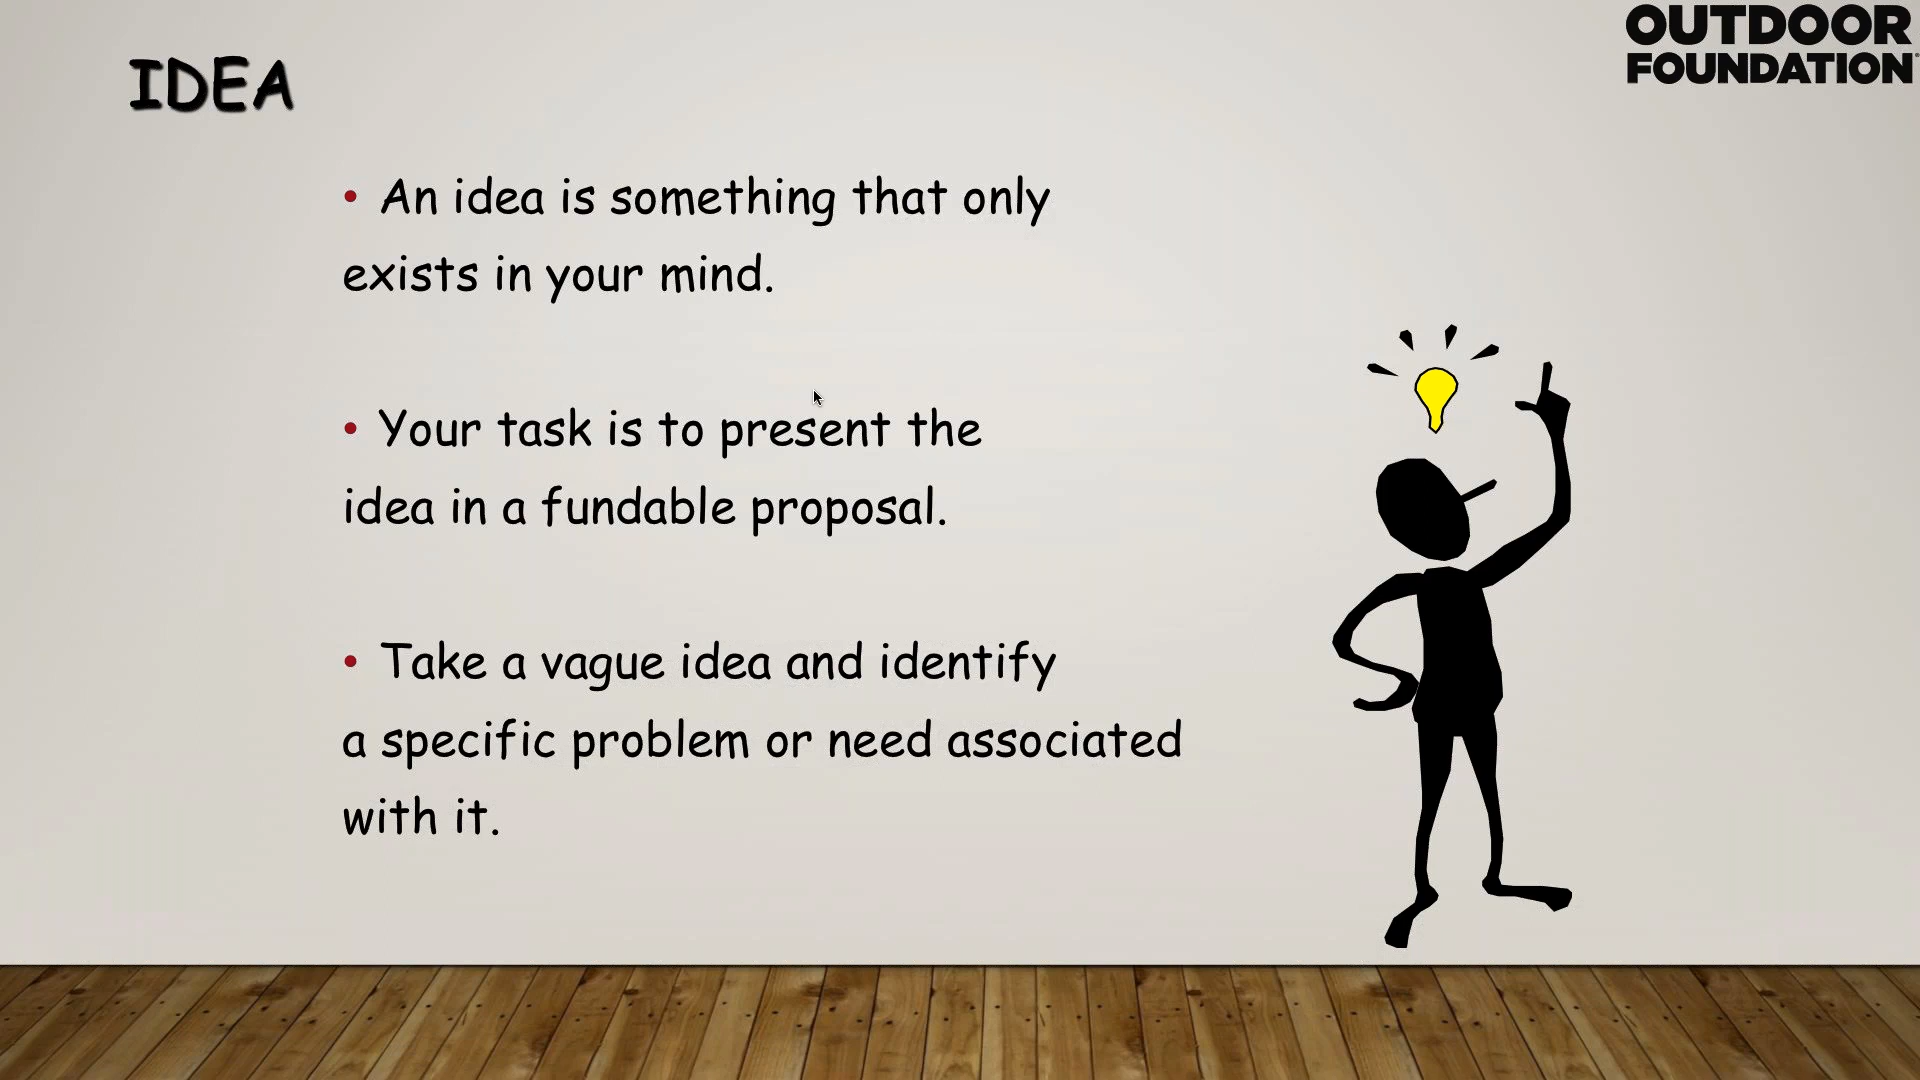 OUTDOOR
FOUNDATION
IDEA
• An idea is something that only
exists in your mind.
• Your task is to present the
idea in a fundable proposal.
• Take a vague idea and identify
a specific problem or need associated
with it.